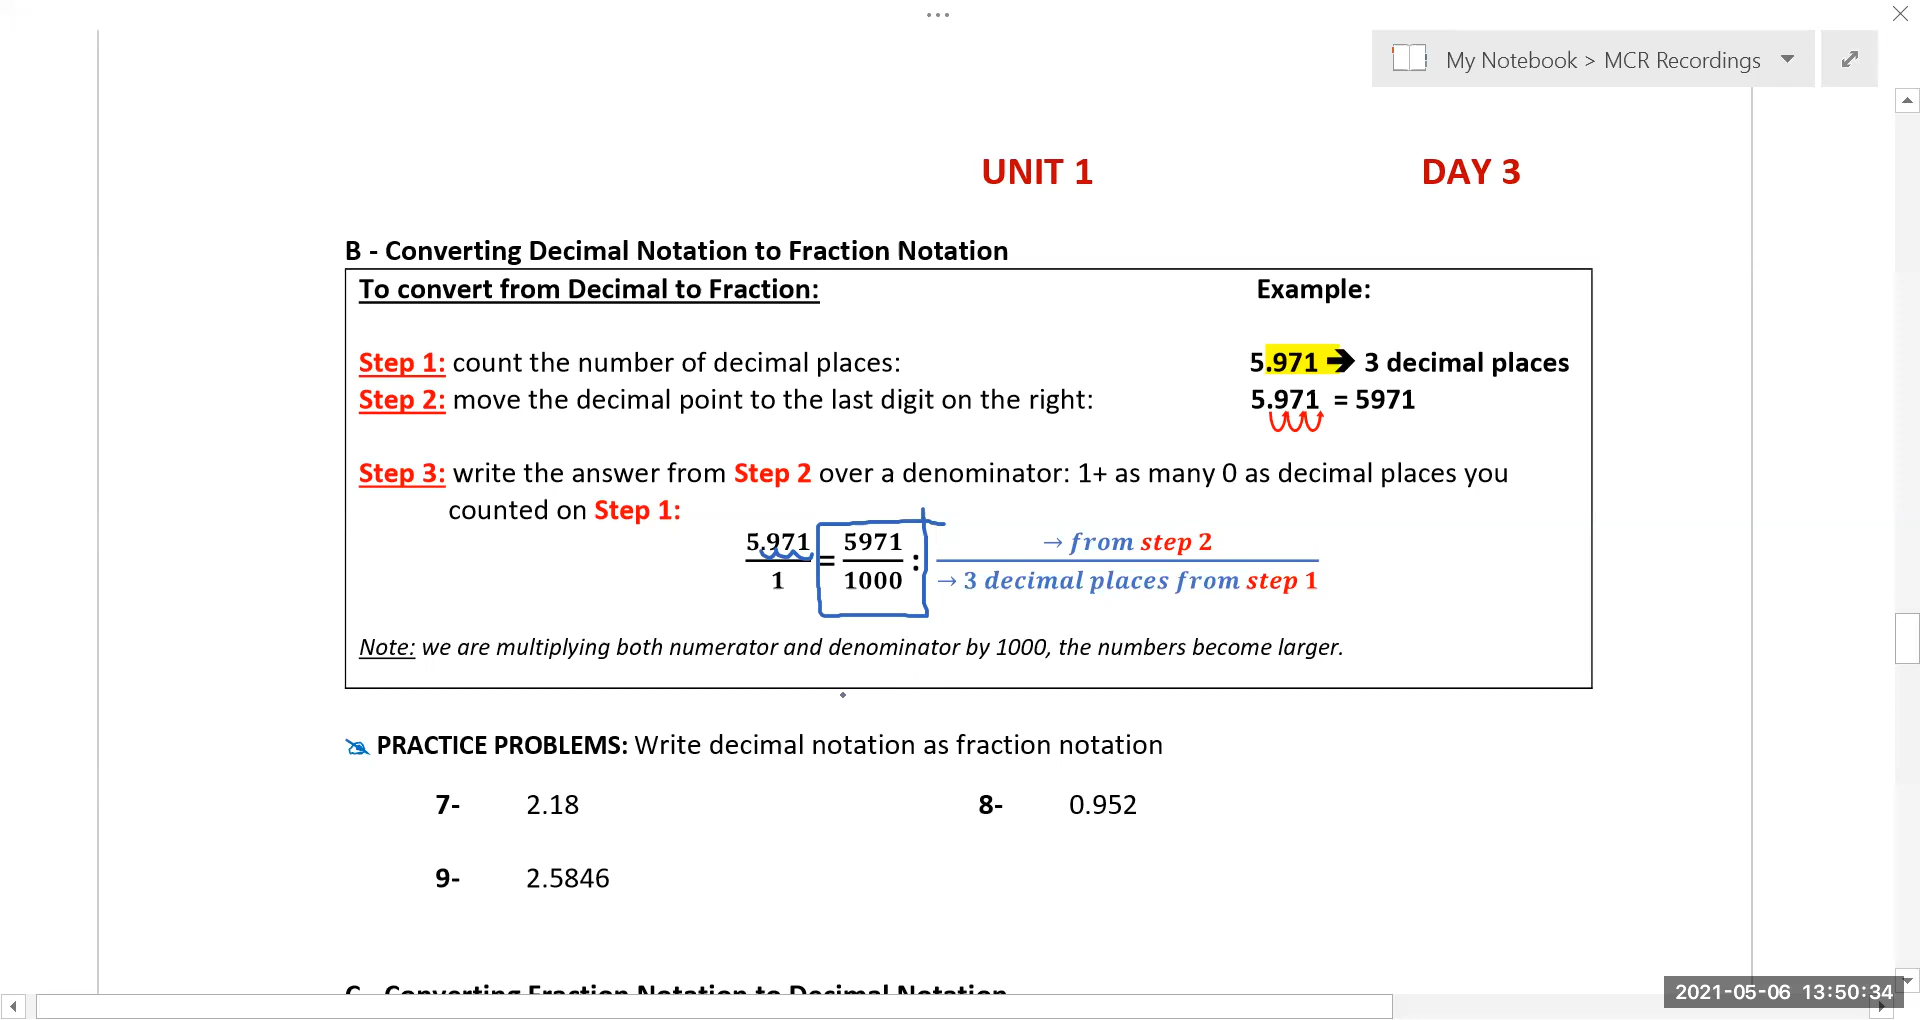 My Notebook > MCR Recordings
UNIT 1 DAY 3
B - Converting Decimal Notation to Fraction Notation
To convert from Decimal to Fraction: Example:
Step 1: count the number of decimal places: 5.971 ➔ 3 decimal places
Step 2: move the decimal point to the last digit on the right: 5.971 = 5971
Step 3: write the answer from Step 2 over a denominator: 1+ as many 0 as decimal places you
counted on Step 1:
5.971/1 = 5971/1000 : → from step 2 / → 3 decimal places from step 1
Note: we are multiplying both numerator and denominator by 1000, the numbers become larger.
PRACTICE PROBLEMS: Write decimal notation as fraction notation
7- 2.18 8- 0.952
9- 2.5846
C - Converting Fraction Notation to Decimal Notation
2021-05-06 13:50:34